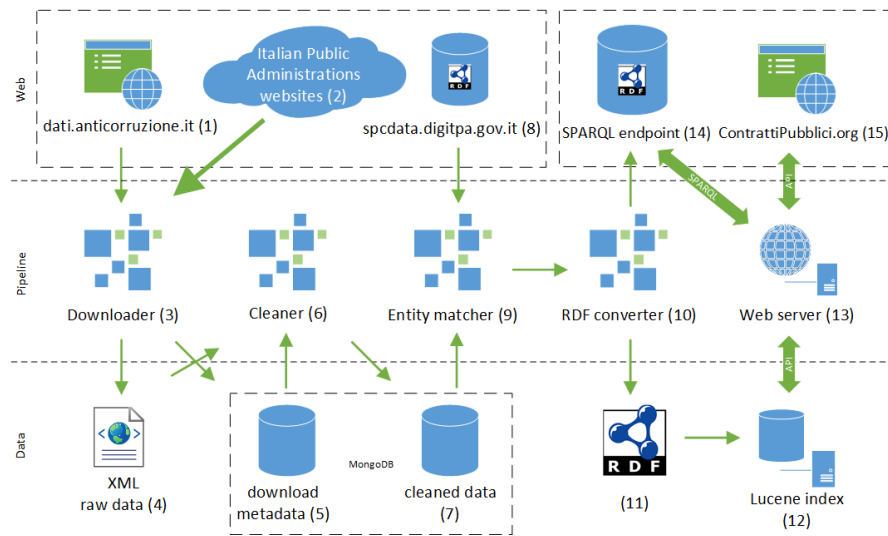 Web
Italian Public
Administrations
websites (2)
RDF
RDF
dati.anticorruzione.it (1)
spcdata.digitpa.gov.it (8)
SPARQL endpoint (14)
ContrattiPubblici.org (15)
SPARQL
API
Pipeline
Downloader (3)
Cleaner (6)
Entity matcher (9)
RDF converter (10)
Web server (13)
API
Data
< >
MongoDB
RDF
XML
raw data (4)
download
metadata (5)
cleaned data
(7)
(11)
Lucene index
(12)